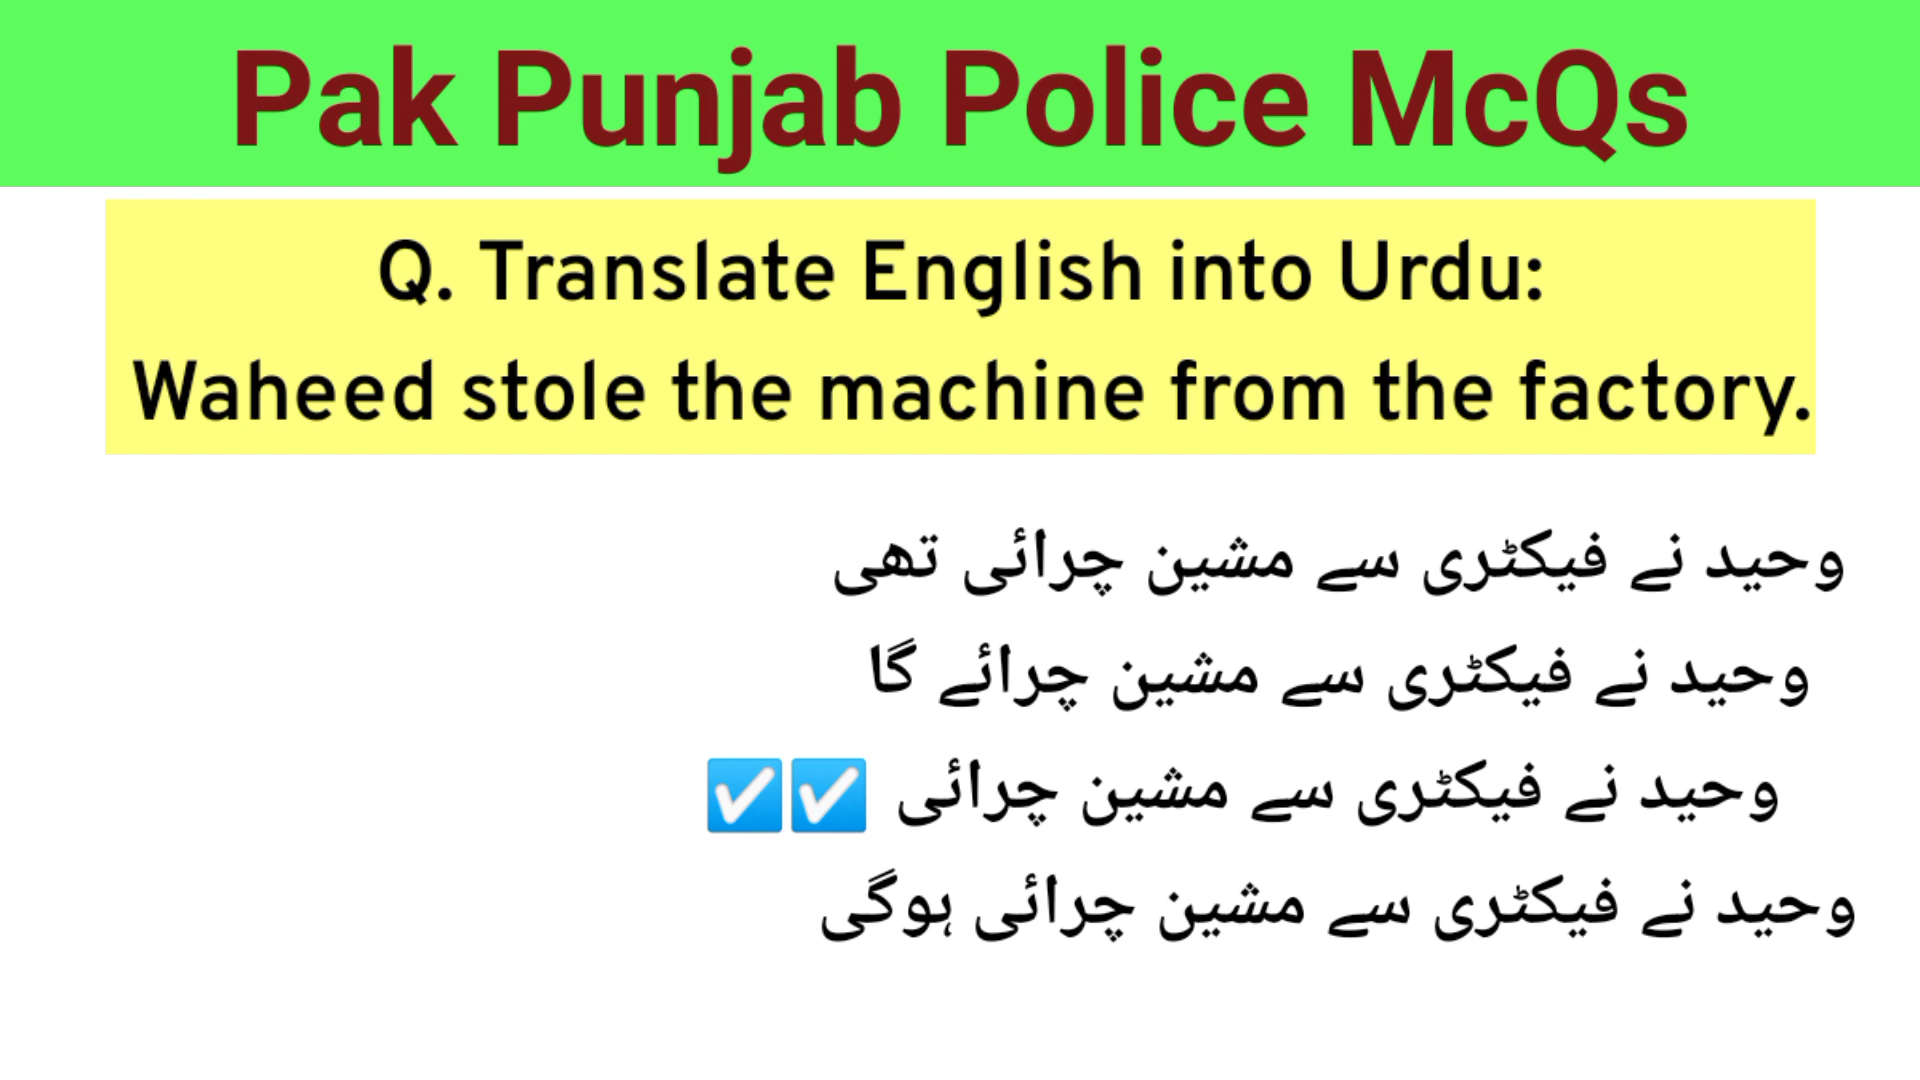 Pak Punjab Police McQs
Q. Translate English into Urdu:
Waheed stole the machine from the factory.
وحید نے فیکٹری سے مشین چرائی تھی
وحید نے فیکٹری سے مشین چرائے گا
وحید نے فیکٹری سے مشین چرائی ✅✅
وحید نے فیکٹری سے مشین چرائی ہوگی